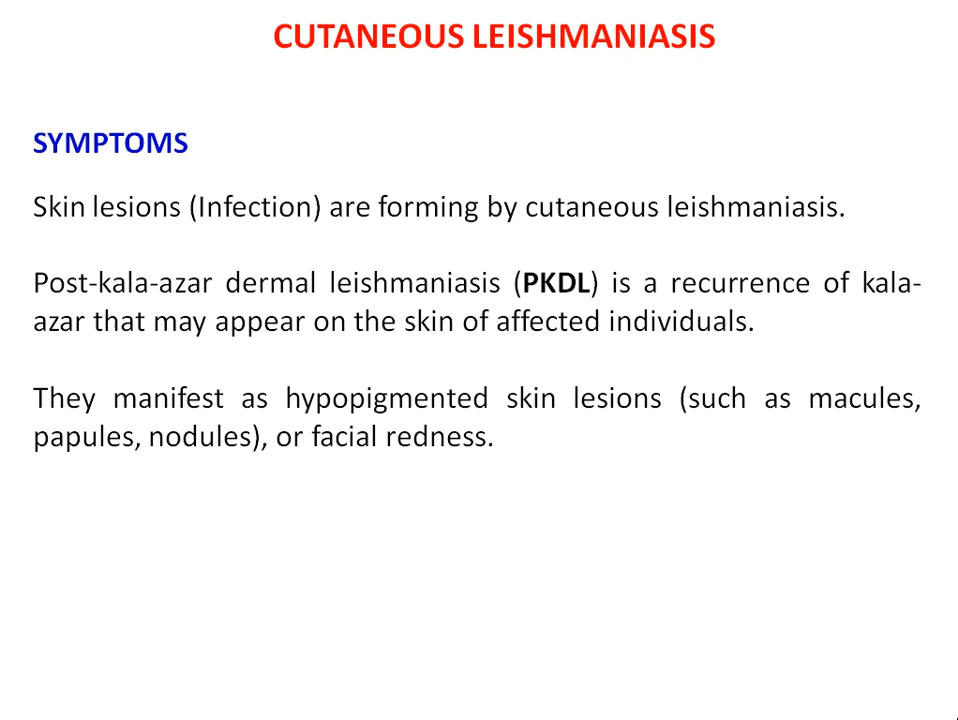 CUTANEOUS LEISHMANIASIS
SYMPTOMS
Skin lesions (Infection) are forming by cutaneous leishmaniasis.
Post-kala-azar dermal leishmaniasis (PKDL) is a recurrence of kala-
azar that may appear on the skin of affected individuals.
They manifest as hypopigmented skin lesions (such as macules,
papules, nodules), or facial redness.